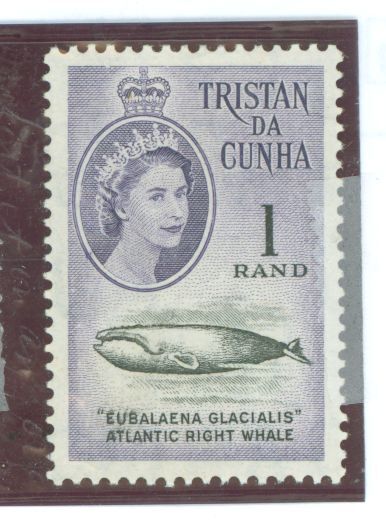 TRISTAN
DA
CUNHA
1
RAND
"EUBALAENA GLACIALIS"
ATLANTIC RIGHT WHALE